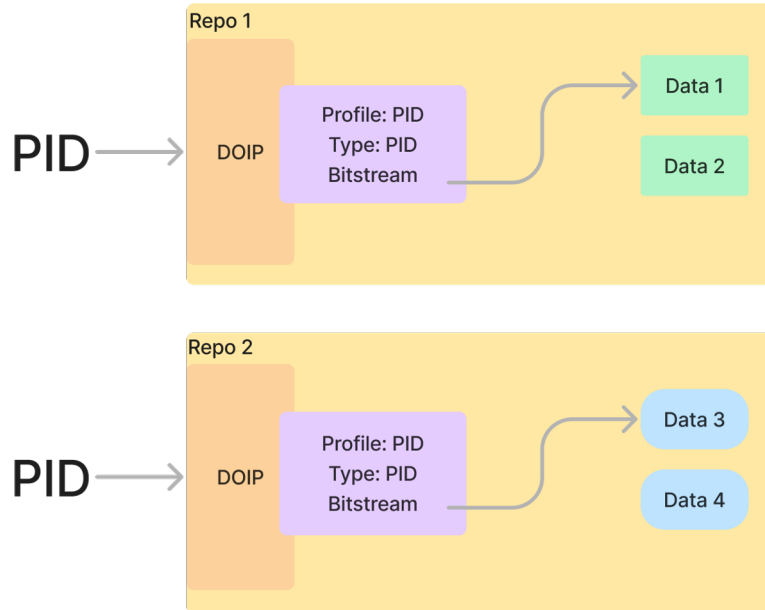 Repo 1
PID
DOIP
Profile: PID
Type: PID
Bitstream
Data 1
Data 2
Repo 2
PID
DOIP
Profile: PID
Type: PID
Bitstream
Data 3
Data 4